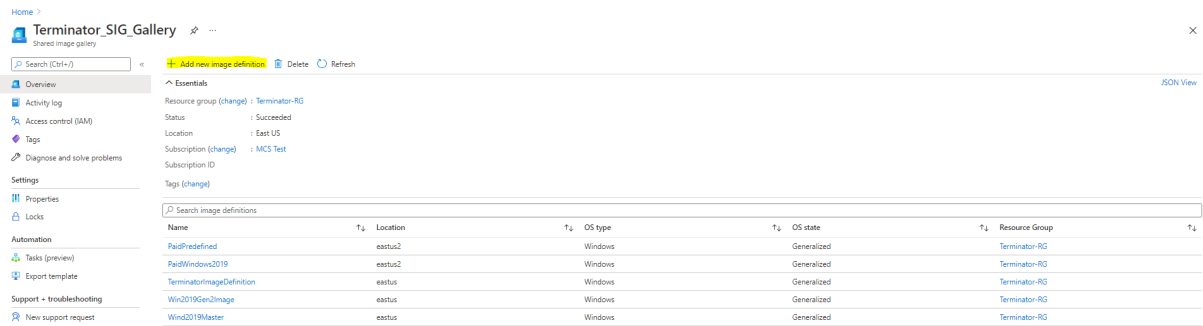 Home >
Terminator_SIG_Gallery ...
Shared image gallery
Search (Ctrl+/) «
Overview
Activity log
Access control (IAM)
Tags
Diagnose and solve problems
Settings
Properties
Locks
Automation
Tasks (preview)
Export template
Support + troubleshooting
New support request
+ Add new image definition Delete Refresh
Essentials JSON View
Resource group (change) : Terminator-RG
Status : Succeeded
Location : East US
Subscription (change) : MCS Test
Subscription ID
Tags (change)
Search image definitions
Name ↑↓ Location ↑↓ OS type ↑↓ OS state ↑↓ Resource Group ↑↓
PaidPredefined eastus2 Windows Generalized Terminator-RG
PaidWindows2019 eastus2 Windows Generalized Terminator-RG
TerminatorImageDefinition eastus Windows Generalized Terminator-RG
Win2019Gen2Image eastus Windows Generalized Terminator-RG
Wind2019Master eastus Windows Generalized Terminator-RG